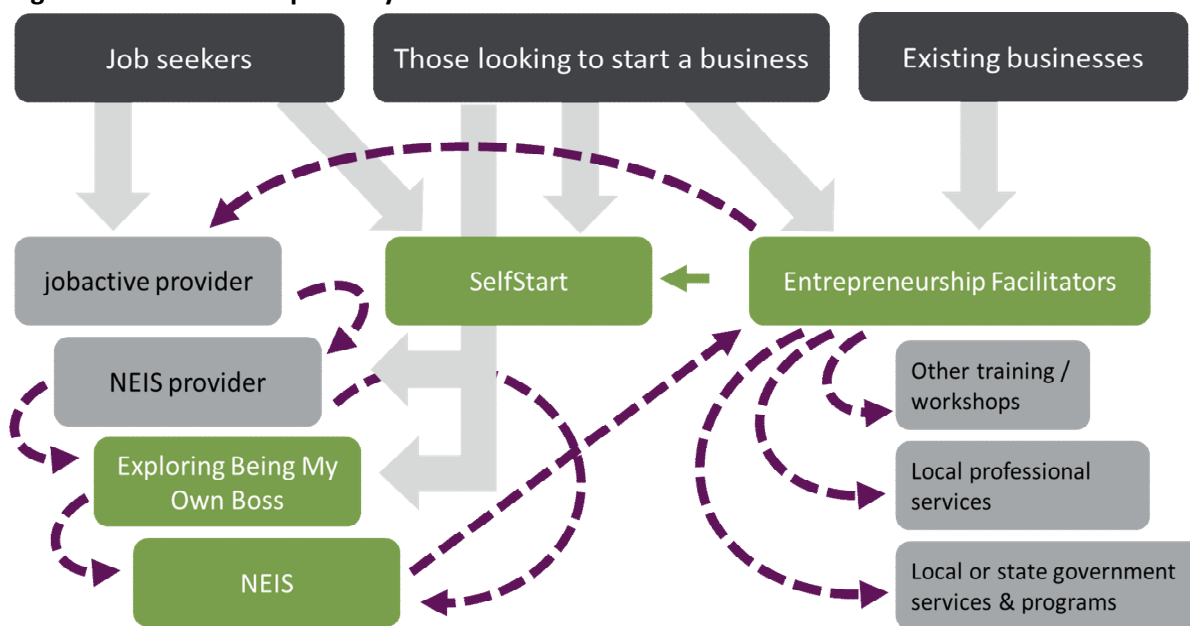 Job seekers
Those looking to start a business
Existing businesses
jobactive provider
SelfStart
Entrepreneurship Facilitators
NEIS provider
Other training /
workshops
Exploring Being My
Own Boss
Local professional
services
NEIS
Local or state government
services & programs